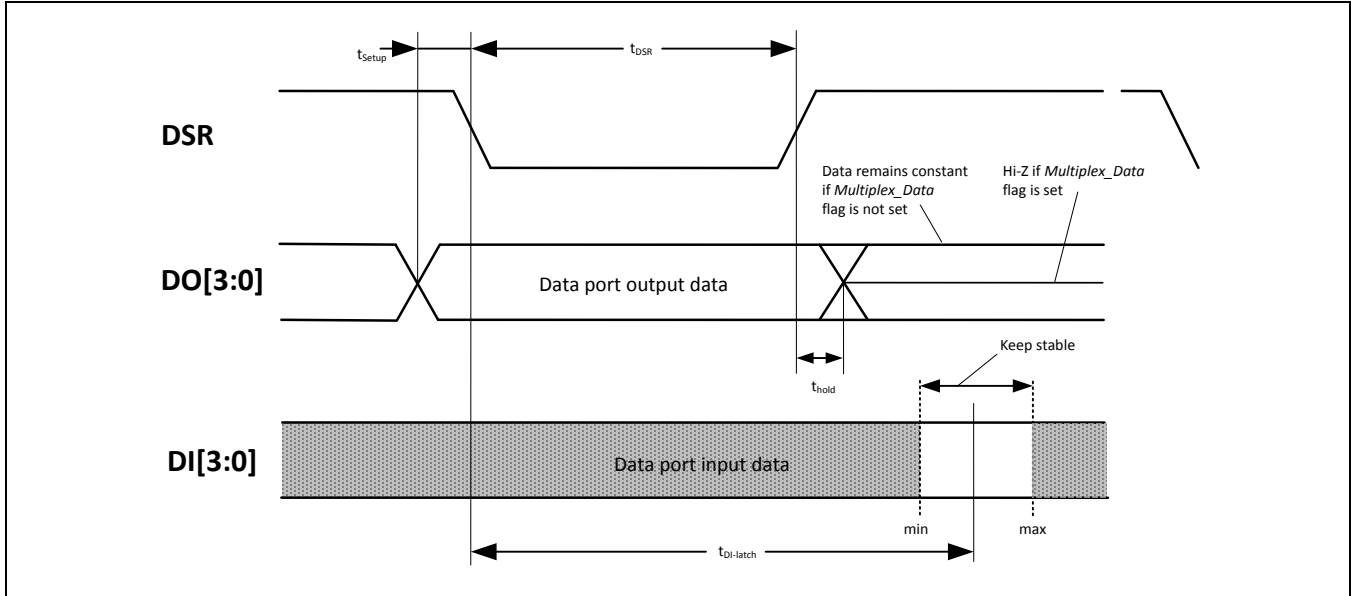 tSetup
tDSR
DSR
Data remains constant
if Multiplex_Data
flag is not set
Hi-Z if Multiplex_Data
flag is set
DO[3:0]
Data port output data
Keep stable
thold
DI[3:0]
Data port input data
min
max
tDI-latch